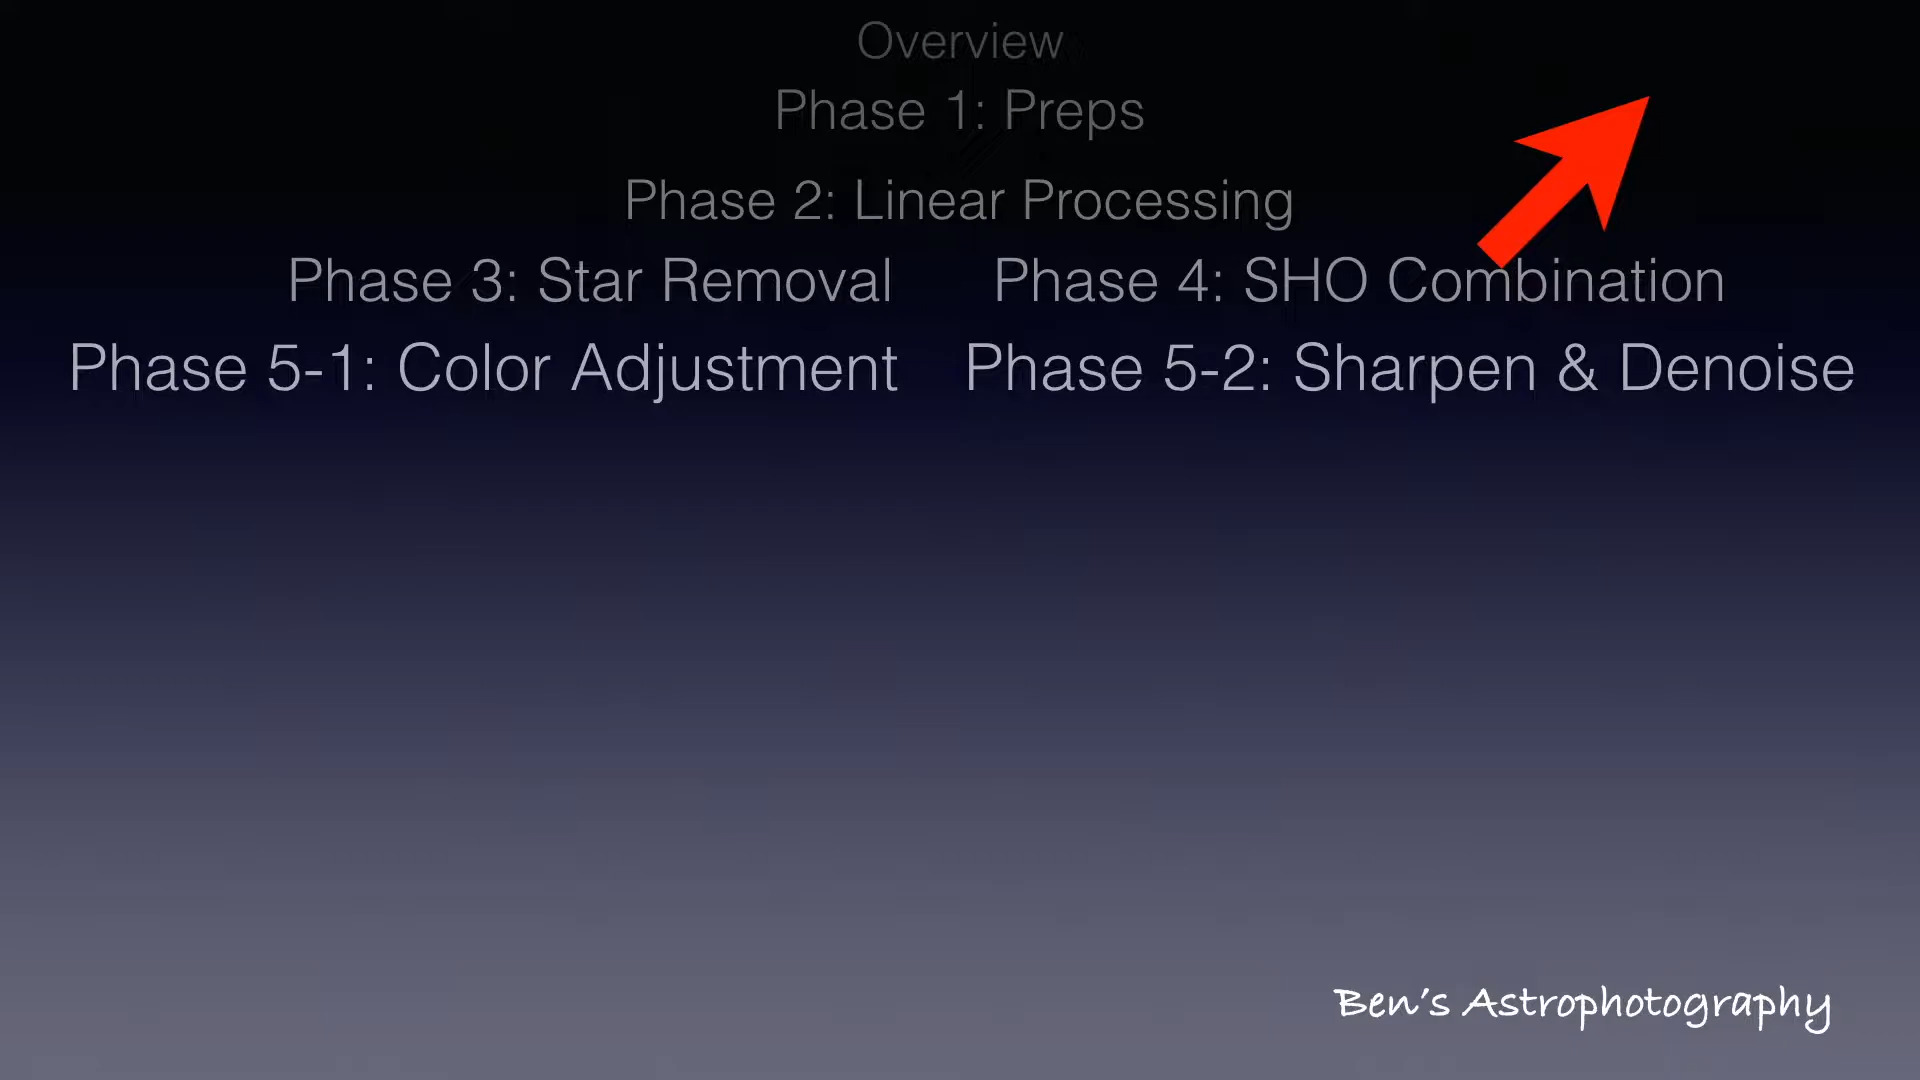 Overview
Phase 1: Preps
Phase 2: Linear Processing
Phase 3: Star Removal Phase 4: SHO Combination
Phase 5-1: Color Adjustment Phase 5-2: Sharpen & Denoise
Ben's Astrophotography